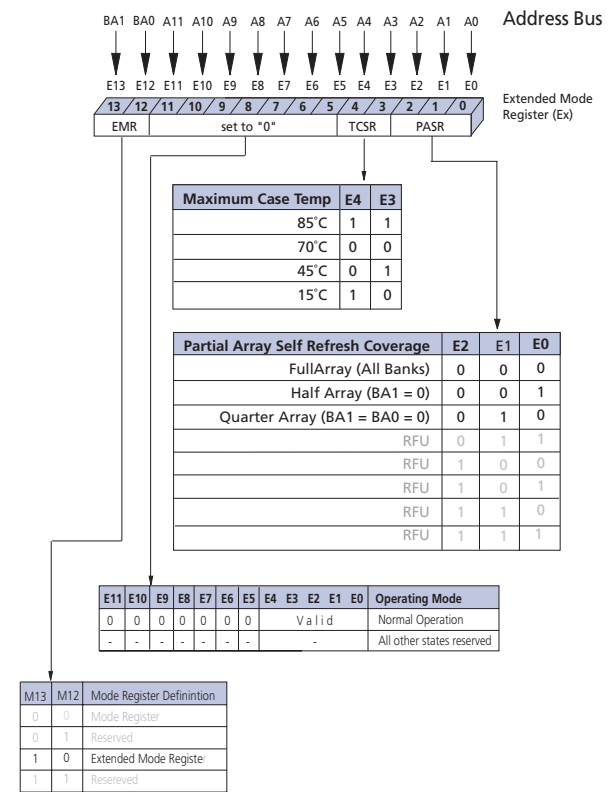 BA1 BA0 A11 A10 A9 A8 A7 A6 A5 A4 A3 A2 A1 A0 Address Bus
E13 E12 E11 E10 E9 E8 E7 E6 E5 E4 E3 E2 E1 E0
Extended Mode
Register (Ex)
13 12 11 10 9 8 7 6 5 4 3 2 1 0
EMR set to "0" TCSR PASR
Maximum Case Temp E4 E3
85˚C 1 1
70˚C 0 0
45˚C 0 1
15˚C 1 0
Partial Array Self Refresh Coverage E2 E1 E0
FullArray (All Banks) 0 0 0
Half Array (BA1 = 0) 0 0 1
Quarter Array (BA1 = BA0 = 0) 0 1 0
RFU 0 1 1
RFU 1 0 0
RFU 1 0 1
RFU 1 1 0
RFU 1 1 1
E11 E10 E9 E8 E7 E6 E5 E4 E3 E2 E1 E0 Operating Mode
0 0 0 0 0 0 0 Valid Normal Operation
- - - - - - - - All other states reserved
M13 M12 Mode Register Definintion
0 0 Mode Register
0 1 Reserved
1 0 Extended Mode Register
1 1 Resereved